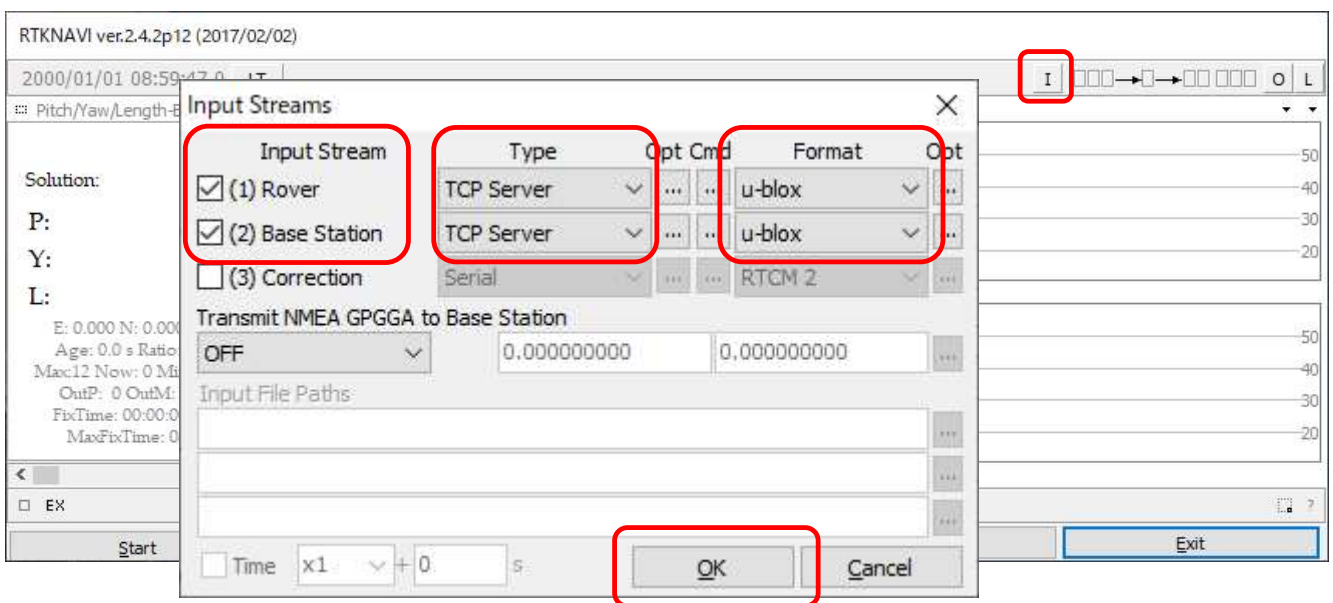 RTKNAVI ver.2.4.2p12 (2017/02/02)
2000/01/01 08:59:47.0 LT
I O L
Pitch/Yaw/Length-B
Solution:
P:
Y:
L:
E: 0.000 N: 0.000
Age: 0.0 s Ratio:
Max:12 Now: 0 Mi
OutP: 0 OutM:
FixTime: 00:00:0
MaxFixTime: 0
EX
?
Start
Exit
50
40
30
20
50
40
30
20
Input Streams
Input Stream Type Opt Cmd Format Opt
(1) Rover TCP Server ... ... u-blox ...
(2) Base Station TCP Server ... ... u-blox ...
(3) Correction Serial ... ... RTCM 2 ...
Transmit NMEA GPGGA to Base Station
OFF 0.000000000 0.000000000 ...
Input File Paths
...
...
...
Time x1 + 0 s OK Cancel